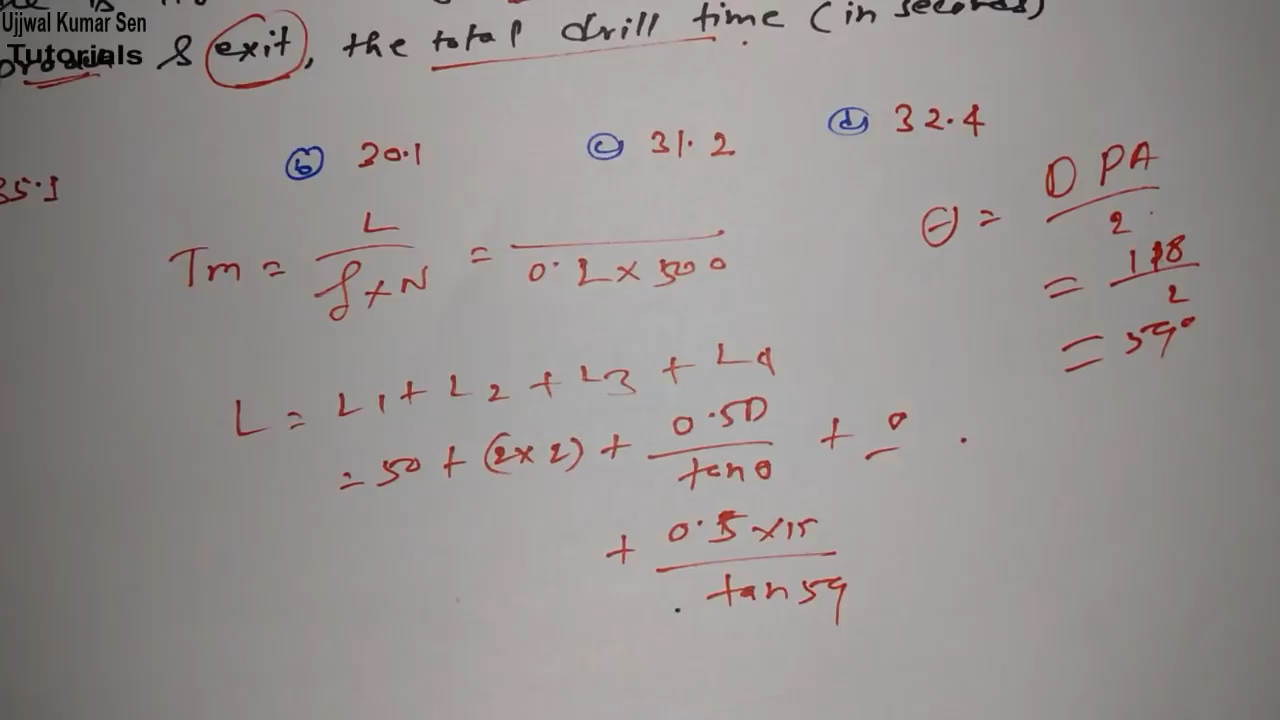 Ujjwal Kumar Sen
Tutorials
& exit, the total drill time (in seconds)
35.1 (b) 30.1 (c) 31.2 (d) 32.4
Tm = L / f×N = / 0.2 × 500
θ = DPA / 2
= 118 / 2
= 59°
L = L1 + L2 + L3 + L4
= 50 + (2×2) + 0.5D / tanθ + 0
+ 0.5×15 / tan59